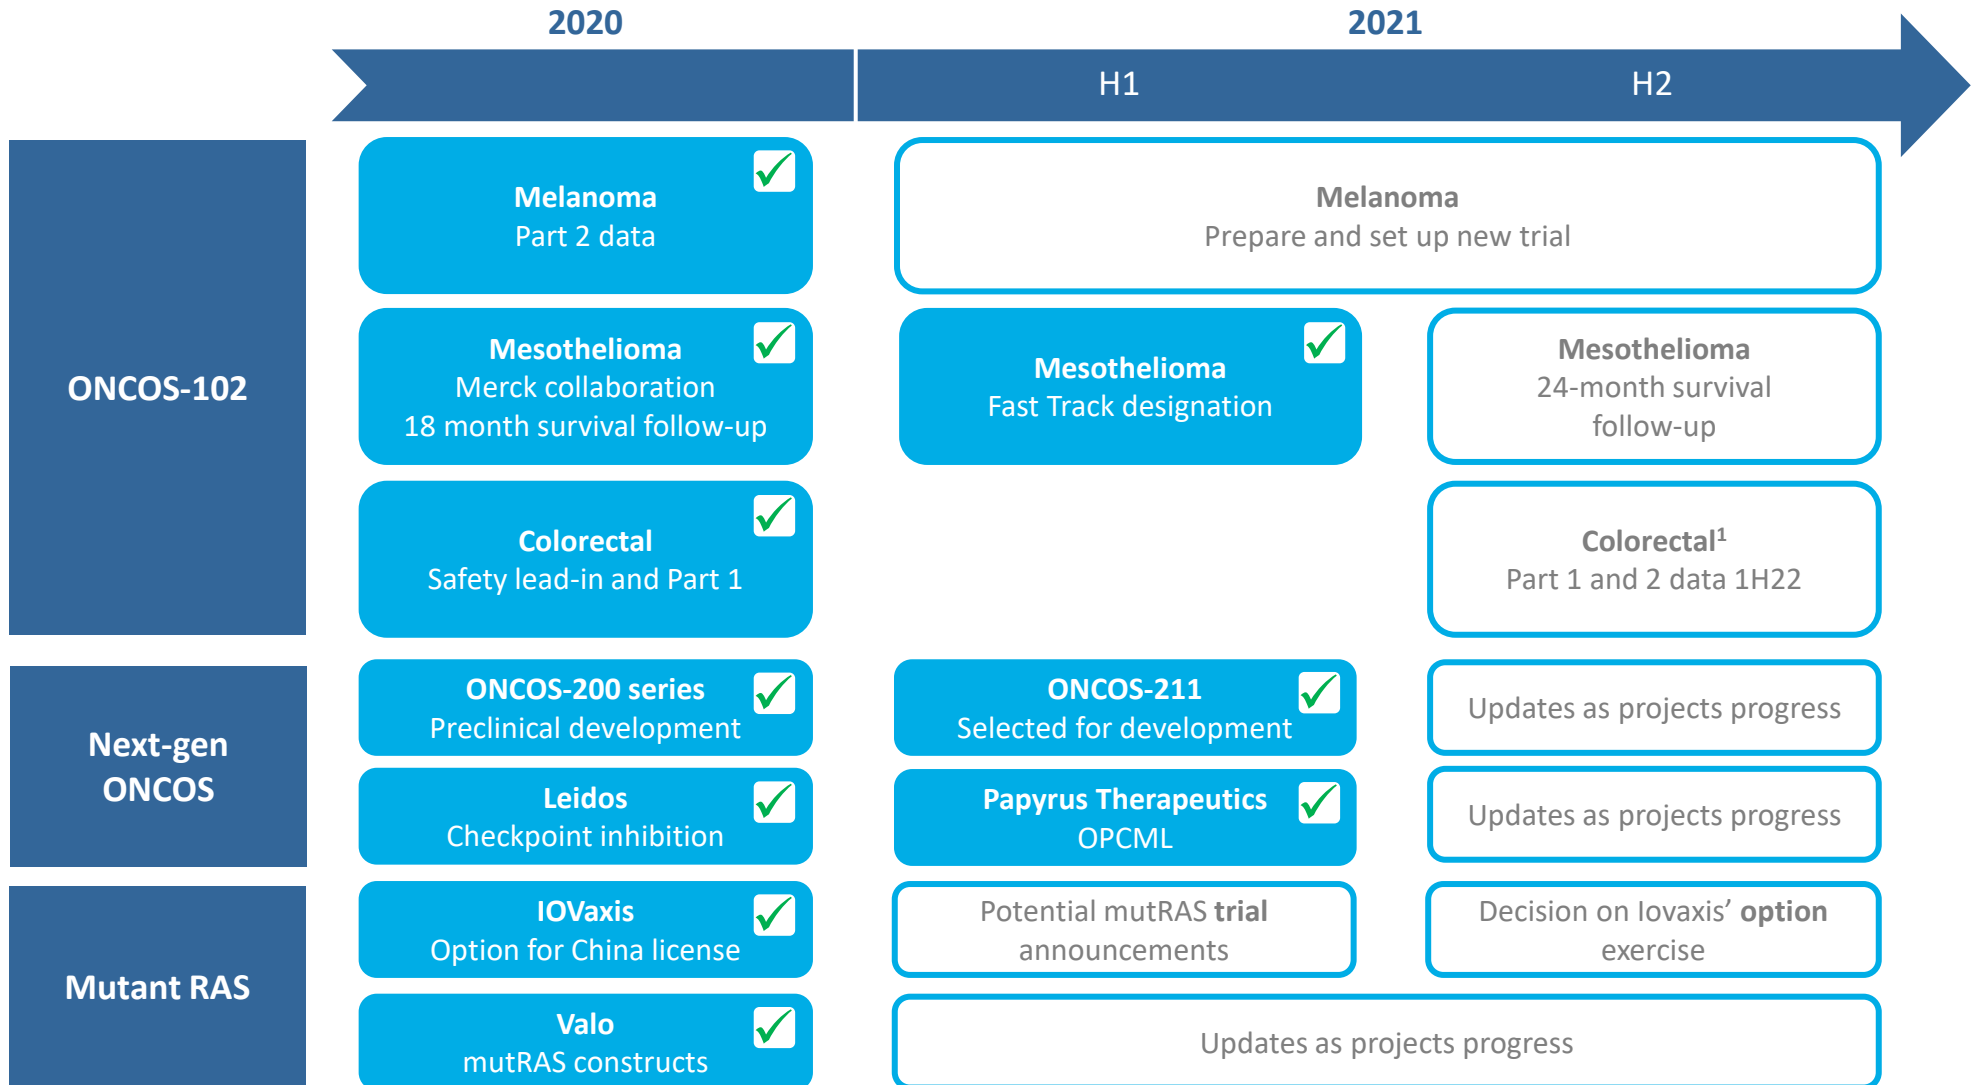 2020
2021
H1
H2
ONCOS-102
Melanoma
Part 2 data
Melanoma
Prepare and set up new trial
Mesothelioma
Merck collaboration
18 month survival follow-up
Mesothelioma
Fast Track designation
Mesothelioma
24-month survival
follow-up
Colorectal
Safety lead-in and Part 1
Colorectal¹
Part 1 and 2 data 1H22
Next-gen
ONCOS
ONCOS-200 series
Preclinical development
ONCOS-211
Selected for development
Updates as projects progress
Leidos
Checkpoint inhibition
Papyrus Therapeutics
OPCML
Updates as projects progress
Mutant RAS
IOVaxis
Option for China license
Potential mutRAS trial
announcements
Decision on Iovaxis’ option
exercise
Valo
mutRAS constructs
Updates as projects progress